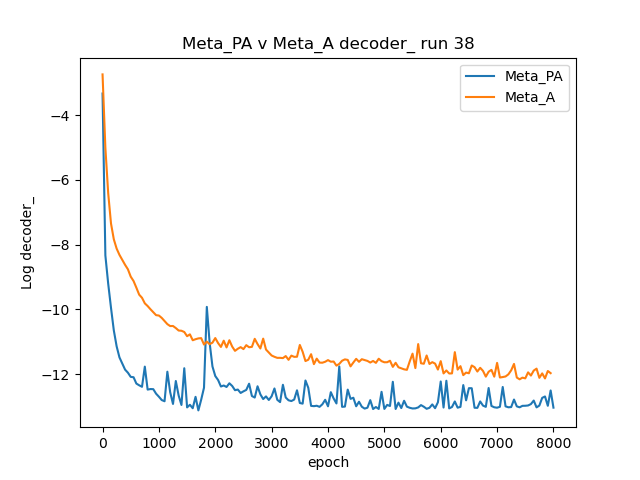 Meta_PA v Meta_A decoder_ run 38
Meta_PA
Meta_A
Log decoder_
−4
−6
−8
−10
−12
0 1000 2000 3000 4000 5000 6000 7000 8000
epoch